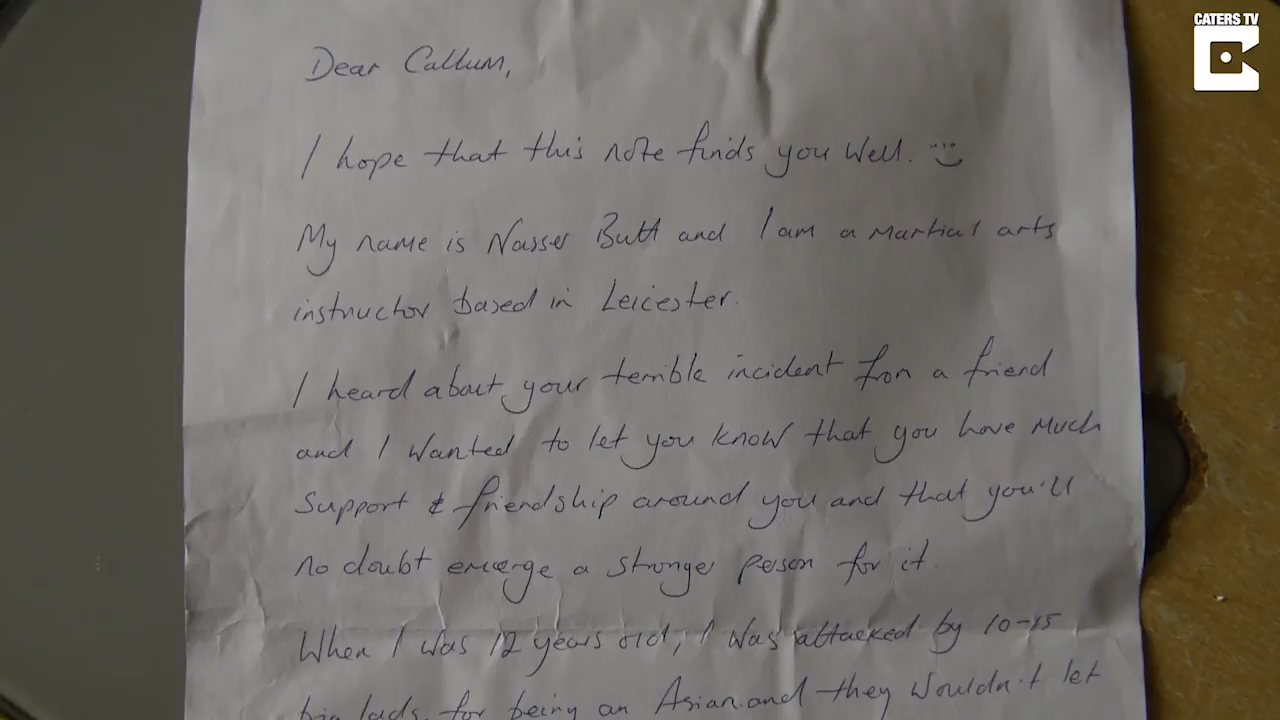 CATERS TV
Dear Callum,
I hope that this note finds you well.
My name is Nasser Butt and I am a martial arts
instructor based in Leicester.
I heard about your terrible incident from a friend
and I wanted to let you know that you have much
support & friendship around you and that you'll
no doubt emerge a stronger person for it.
When I was 12 years old, I was attacked by 10-15
big lads for being an Asian and they wouldn't let